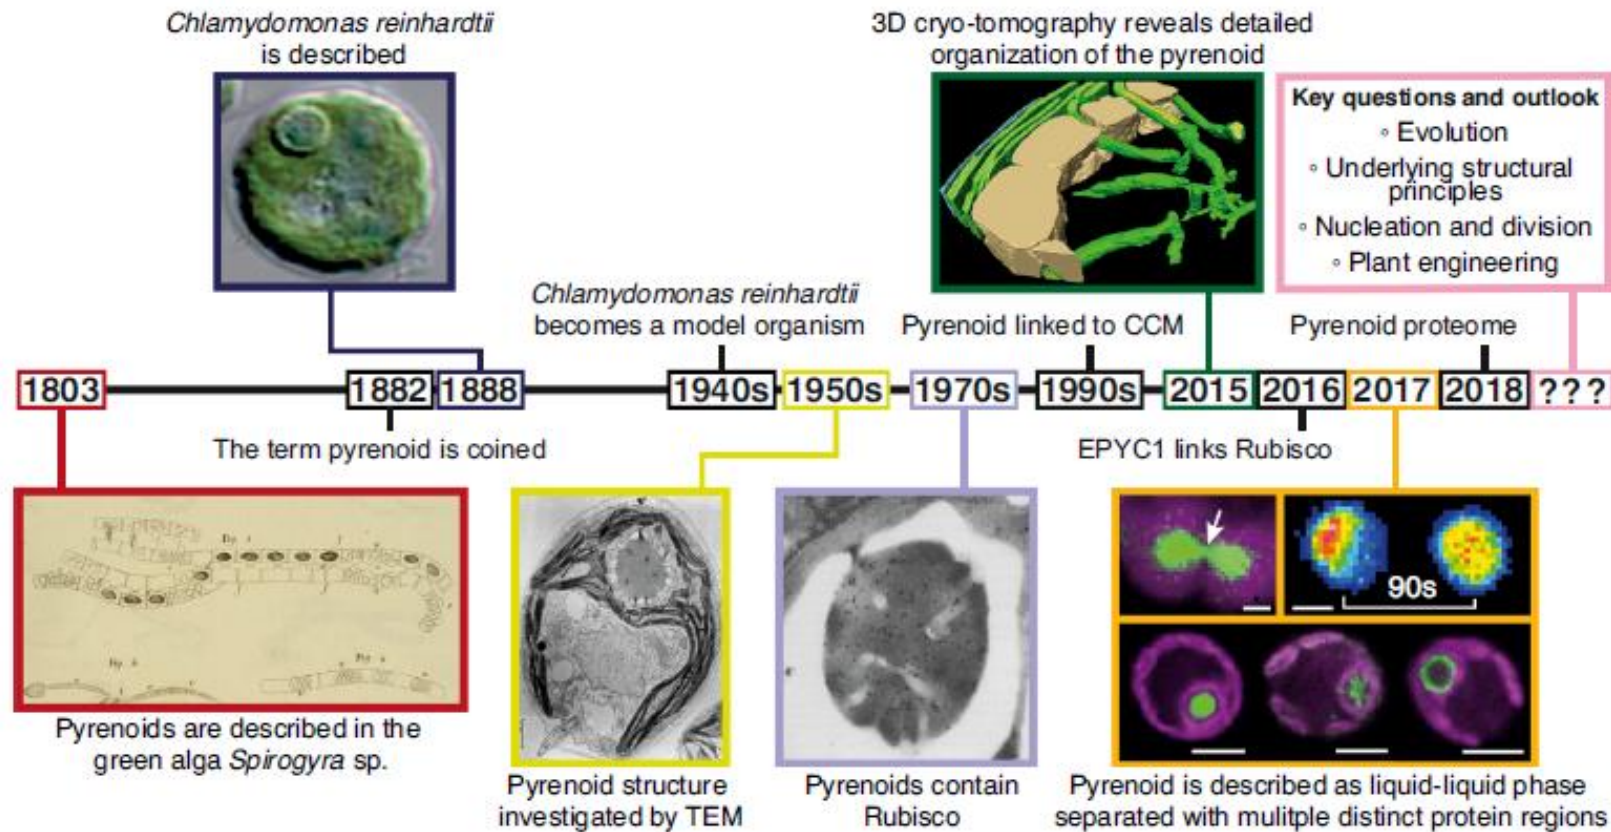 Chlamydomonas reinhardtii
is described
3D cryo-tomography reveals detailed
organization of the pyrenoid
Key questions and outlook
◦ Evolution
◦ Underlying structural
principles
◦ Nucleation and division
◦ Plant engineering
Chlamydomonas reinhardtii
becomes a model organism
Pyrenoid linked to CCM
Pyrenoid proteome
1803
1882
1888
1940s
1950s
1970s
1990s
2015
2016
2017
2018
???
The term pyrenoid is coined
EPYC1 links Rubisco
90s
Pyrenoids are described in the
green alga Spirogyra sp.
Pyrenoid structure
investigated by TEM
Pyrenoids contain
Rubisco
Pyrenoid is described as liquid-liquid phase
separated with mulitple distinct protein regions